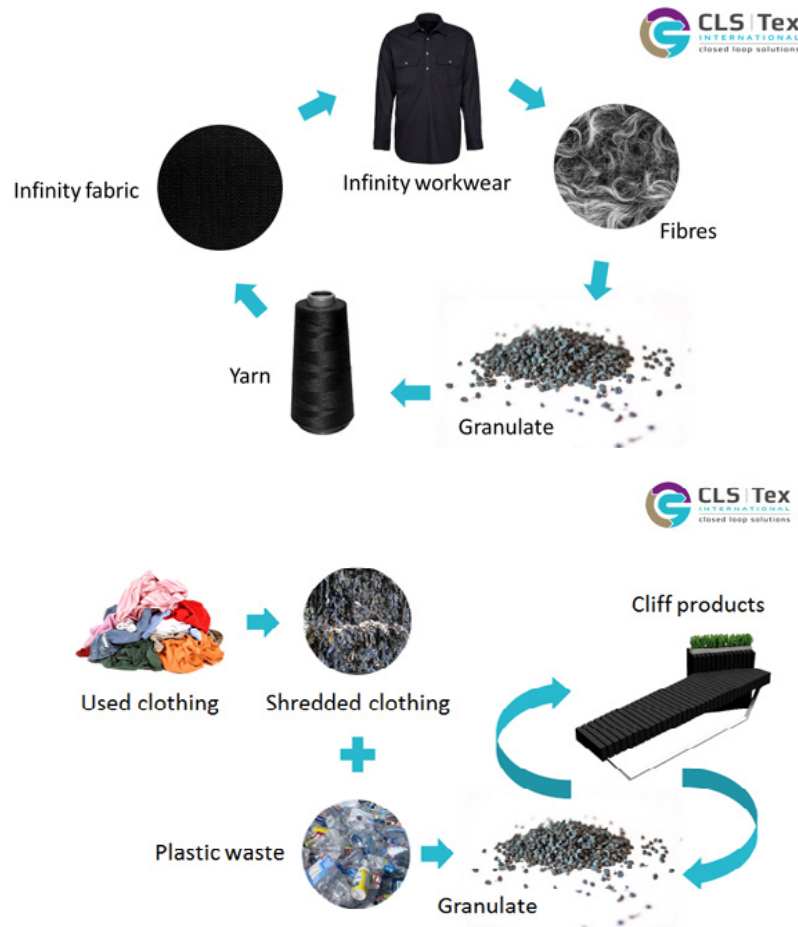 CLS | Tex
INTERNATIONAL
closed loop solutions
Infinity fabric
Infinity workwear
Fibres
Yarn
Granulate
CLS | Tex
INTERNATIONAL
closed loop solutions
Cliff products
Used clothing
Shredded clothing
Plastic waste
Granulate